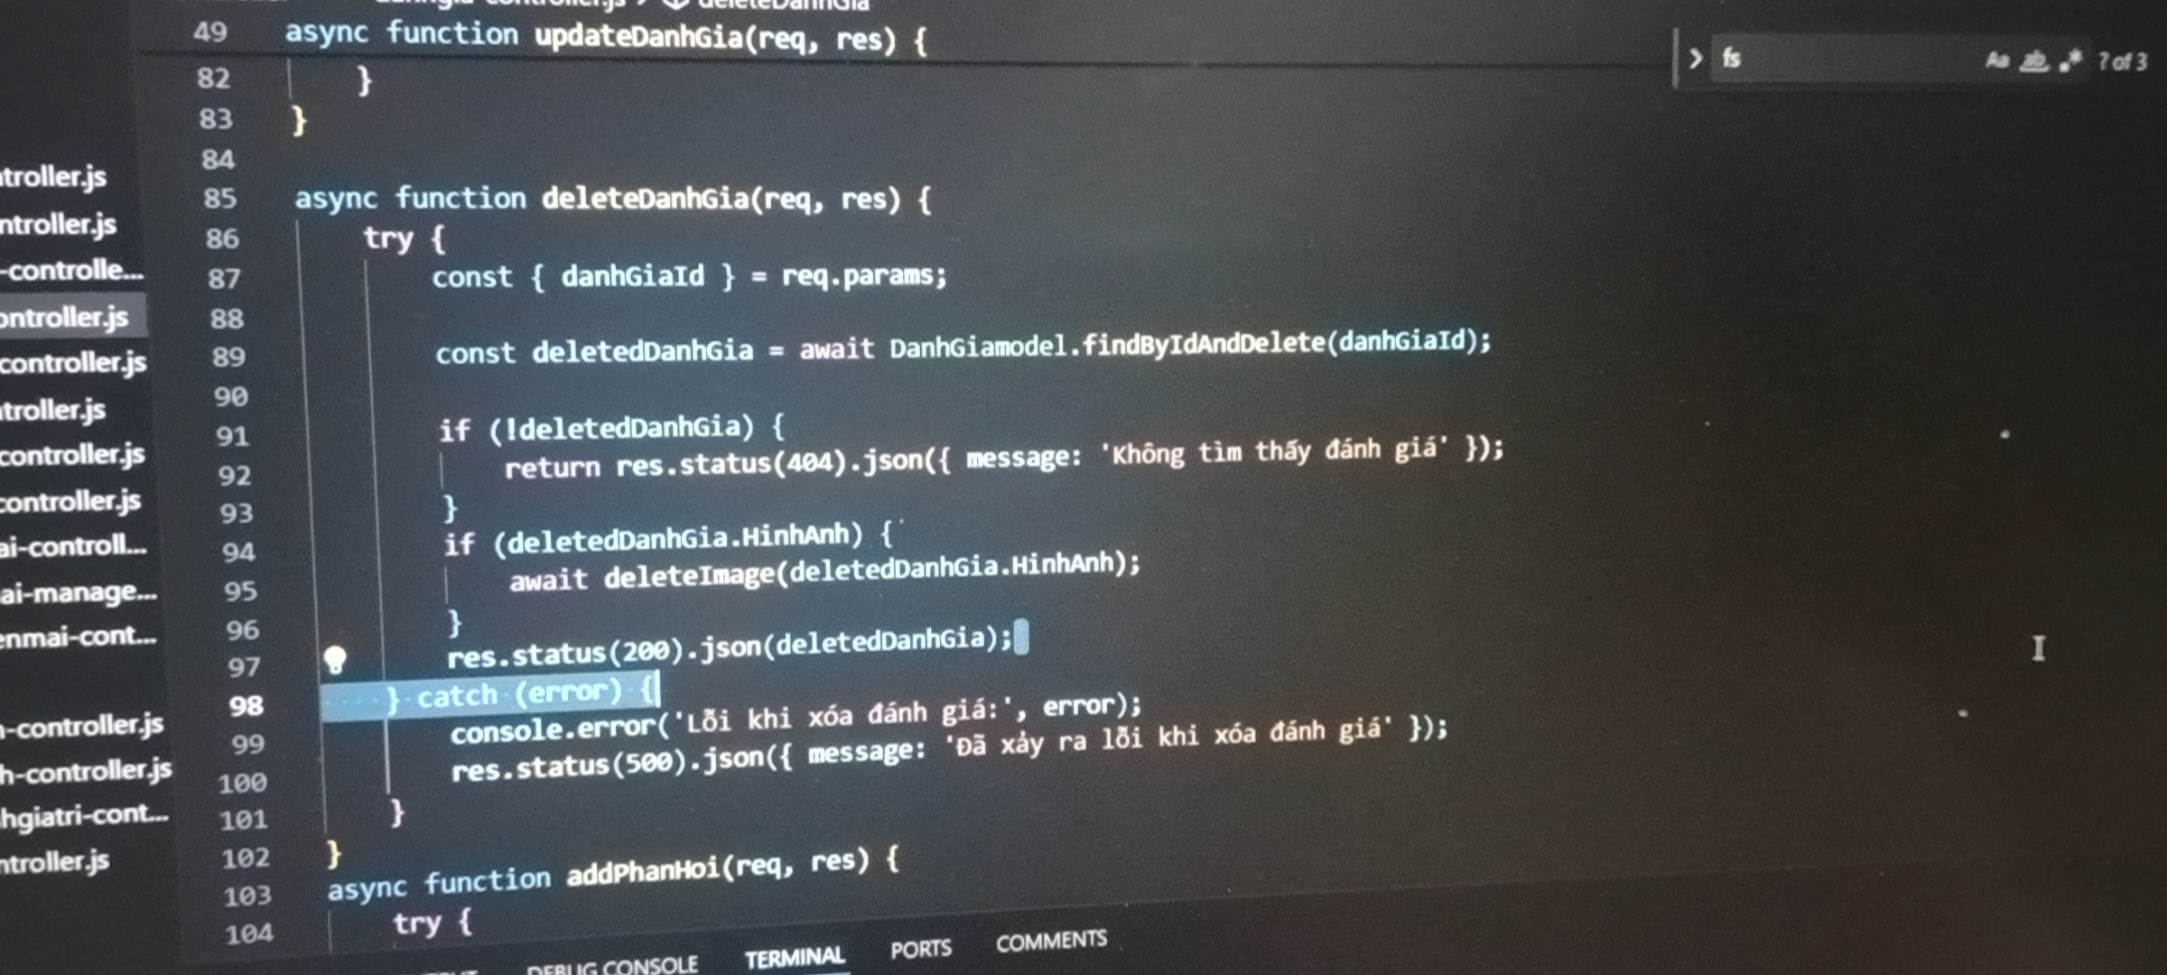 deleteDanhGia
49 async function updateDanhGia(req, res) {
fs
Aa ab .* ? of 3
82 }
83 }
84
85 async function deleteDanhGia(req, res) {
86 try {
87 const { danhGiaId } = req.params;
88
89 const deletedDanhGia = await DanhGiamodel.findByIdAndDelete(danhGiaId);
90
91 if (!deletedDanhGia) {
92 return res.status(404).json({ message: 'Không tìm thấy đánh giá' });
93 }
94 if (deletedDanhGia.HinhAnh) {
95 await deleteImage(deletedDanhGia.HinhAnh);
96 }
97 res.status(200).json(deletedDanhGia);
98 } catch (error) {
99 console.error('Lỗi khi xóa đánh giá:', error);
100 res.status(500).json({ message: 'Đã xảy ra lỗi khi xóa đánh giá' });
101 }
102 }
103 async function addPhanHoi(req, res) {
104 try {
ntroller.js
ntroller.js
-controlle...
ontroller.js
controller.js
ntroller.js
controller.js
controller.js
ai-controll...
ai-manage...
enmai-cont...
-controller.js
h-controller.js
hgiatri-cont...
ntroller.js
DEBUG CONSOLE TERMINAL PORTS COMMENTS